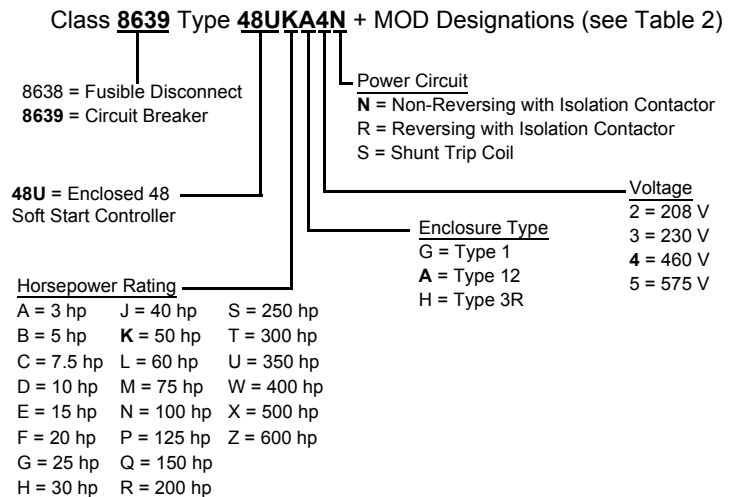 Class 8639 Type 48UKA4N + MOD Designations (see Table 2)
8638 = Fusible Disconnect
8639 = Circuit Breaker
Power Circuit
N = Non-Reversing with Isolation Contactor
R = Reversing with Isolation Contactor
S = Shunt Trip Coil
48U = Enclosed 48
Soft Start Controller
Voltage
2 = 208 V
3 = 230 V
4 = 460 V
5 = 575 V
Enclosure Type
G = Type 1
A = Type 12
H = Type 3R
Horsepower Rating
A = 3 hp J = 40 hp S = 250 hp
B = 5 hp K = 50 hp T = 300 hp
C = 7.5 hp L = 60 hp U = 350 hp
D = 10 hp M = 75 hp W = 400 hp
E = 15 hp N = 100 hp X = 500 hp
F = 20 hp P = 125 hp Z = 600 hp
G = 25 hp Q = 150 hp
H = 30 hp R = 200 hp